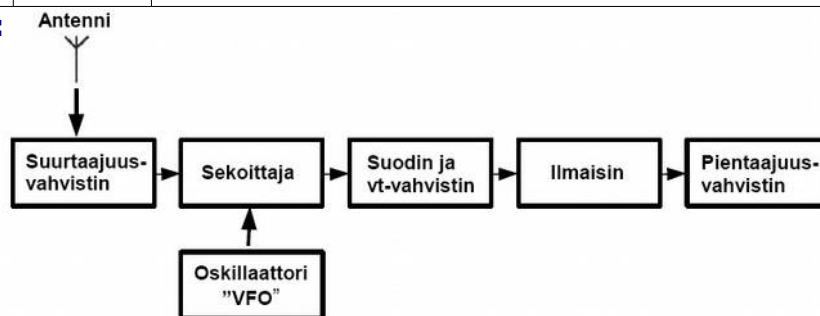 Antenni
Suurtaajuus-
vahvistin
Sekoittaja
Suodin ja
vt-vahvistin
Ilmaisin
Pientaajuus-
vahvistin
Oskillaattori
”VFO”